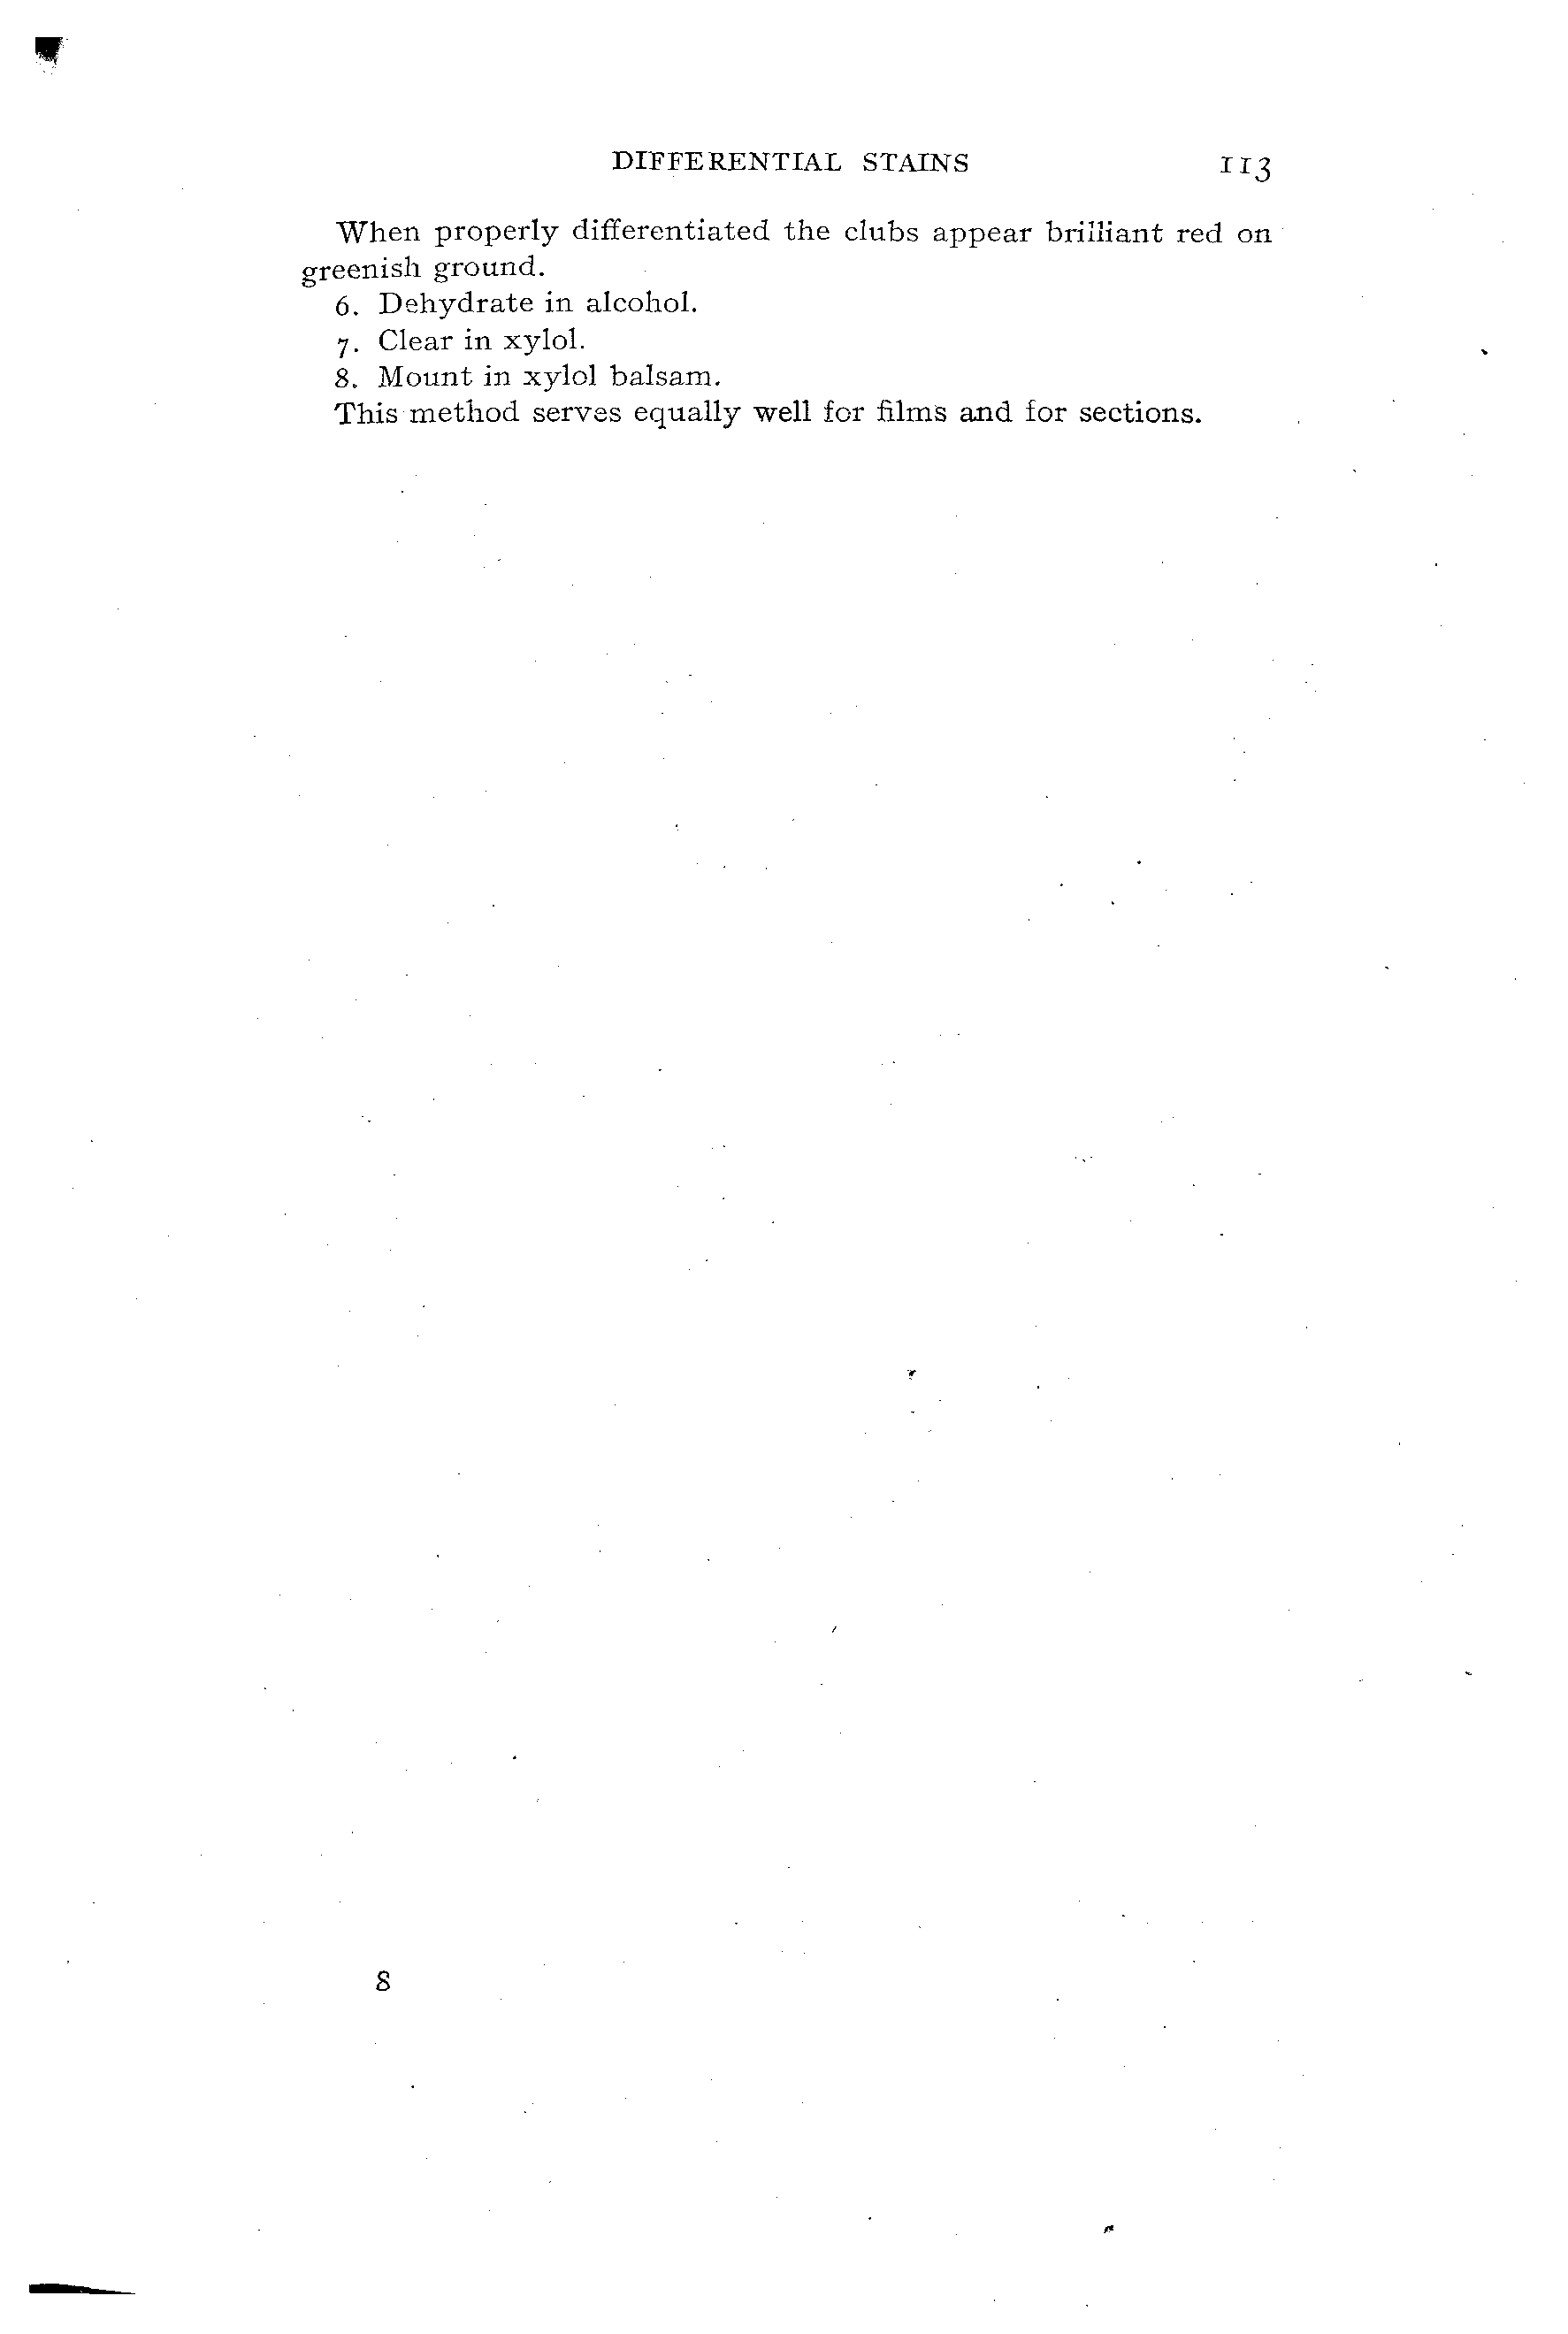 DIFFERENTIAL STAINS 113
When properly differentiated the clubs appear brilliant red on
greenish ground.
6. Dehydrate in alcohol.
7. Clear in xylol.
8. Mount in xylol balsam.
This method serves equally well for films and for sections.
8